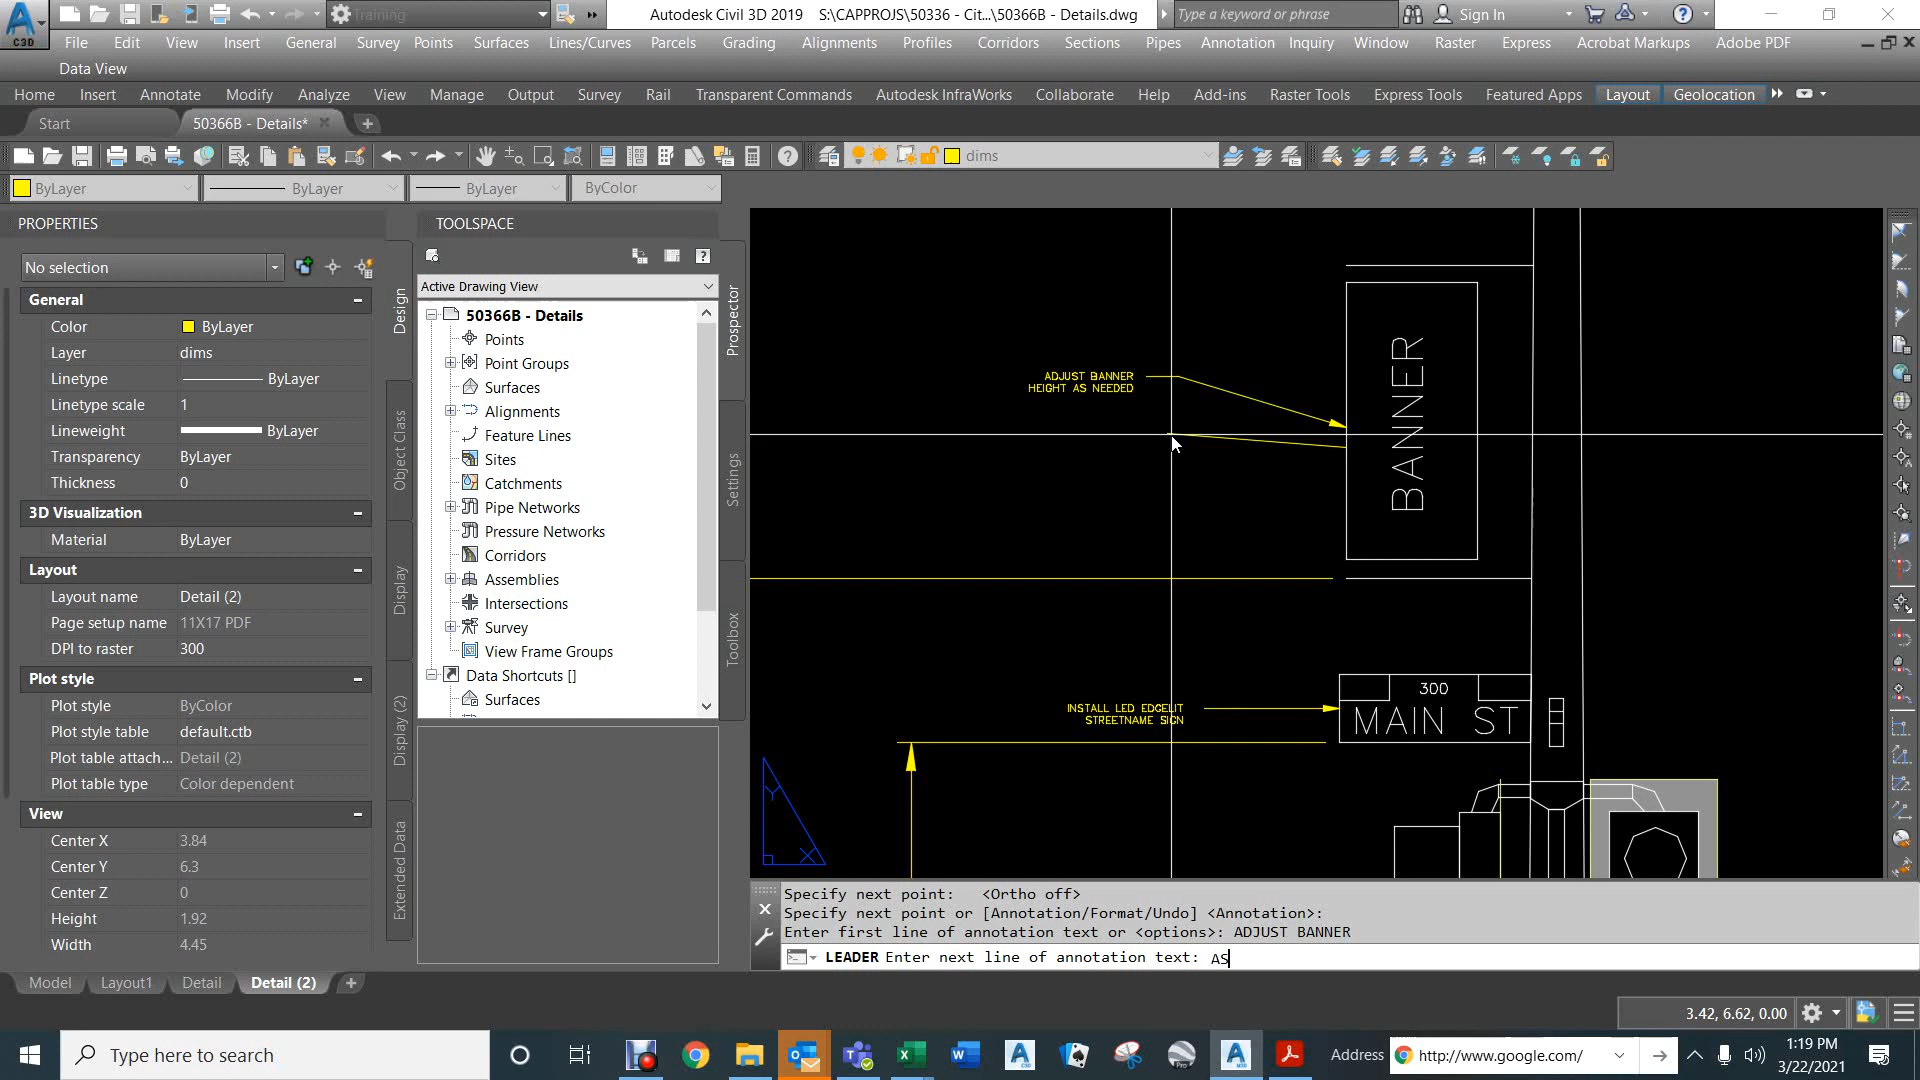 Training
Autodesk Civil 3D 2019   S:\CAPPROJS\50336 - Cit...\50366B - Details.dwg
Type a keyword or phrase
Sign In
C3D
File Edit View Insert General Survey Points Surfaces Lines/Curves Parcels Grading Alignments Profiles Corridors Sections Pipes Annotation Inquiry Window Raster Express Acrobat Markups Adobe PDF
Data View
Home Insert Annotate Modify Analyze View Manage Output Survey Rail Transparent Commands Autodesk InfraWorks Collaborate Help Add-ins Raster Tools Express Tools Featured Apps Layout Geolocation
Start
50366B - Details*
dims
ByLayer ByLayer ByLayer ByColor
PROPERTIES
No selection
General
Color ByLayer
Layer dims
Linetype ByLayer
Linetype scale 1
Lineweight ByLayer
Transparency ByLayer
Thickness 0
3D Visualization
Material ByLayer
Layout
Layout name Detail (2)
Page setup name 11X17 PDF
DPI to raster 300
Plot style
Plot style ByColor
Plot style table default.ctb
Plot table attach... Detail (2)
Plot table type Color dependent
View
Center X 3.84
Center Y 6.3
Center Z 0
Height 1.92
Width 4.45
Design
Object Class
Display
Display (2)
Extended Data
TOOLSPACE
Active Drawing View
50366B - Details
Points
Point Groups
Surfaces
Alignments
Feature Lines
Sites
Catchments
Pipe Networks
Pressure Networks
Corridors
Assemblies
Intersections
Survey
View Frame Groups
Data Shortcuts []
Surfaces
Prospector
Settings
Toolbox
ADJUST BANNER
HEIGHT AS NEEDED
BANNER
INSTALL LED EDGELIT
STREETNAME SIGN
300
MAIN ST
Y
X
Specify next point:   <Ortho off>
Specify next point or [Annotation/Format/Undo] <Annotation>:
Enter first line of annotation text or <options>: ADJUST BANNER
LEADER Enter next line of annotation text: AS
Model Layout1 Detail Detail (2)
3.42, 6.62, 0.00
Type here to search
Address http://www.google.com/
1:19 PM
3/22/2021